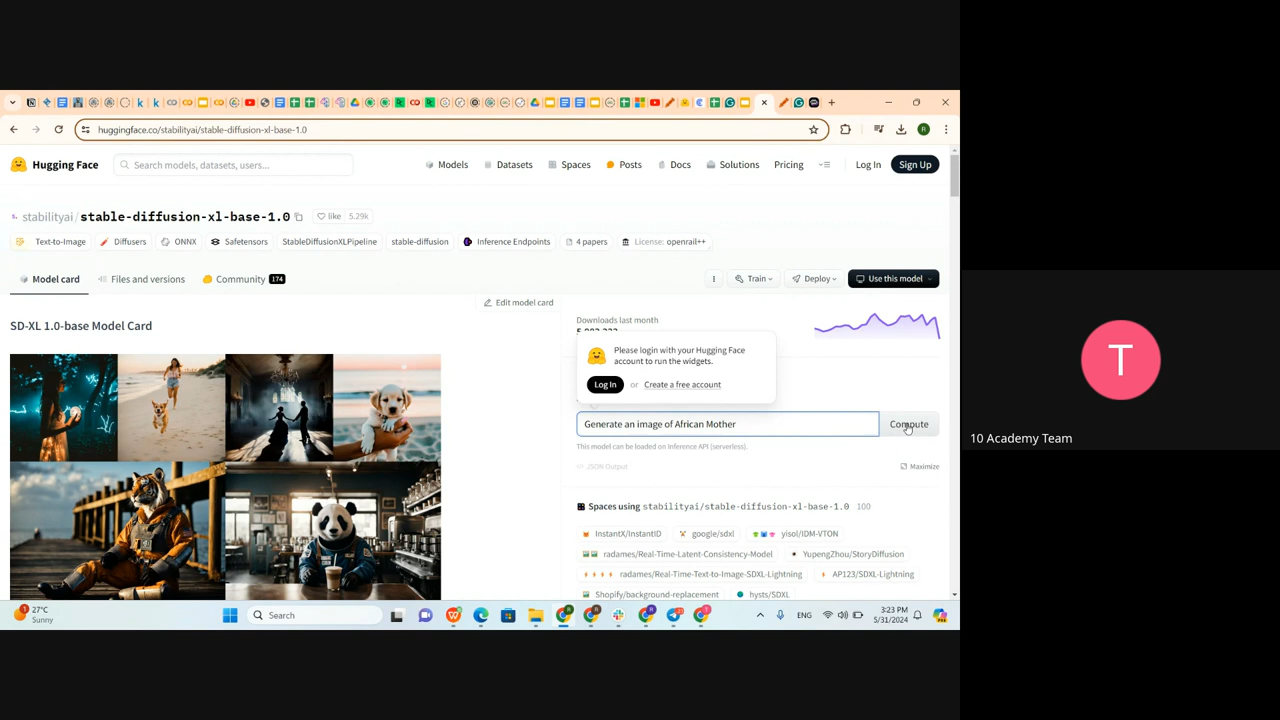 huggingface.co/stabilityai/stable-diffusion-xl-base-1.0
Hugging Face
Search models, datasets, users...
Models
Datasets
Spaces
Posts
Docs
Solutions
Pricing
Log In
Sign Up
stabilityai/stable-diffusion-xl-base-1.0
like 5.29k
Text-to-Image
Diffusers
ONNX
Safetensors
StableDiffusionXLPipeline
stable-diffusion
Inference Endpoints
4 papers
License: openrail++
Model card
Files and versions
Community 174
Train
Deploy
Use this model
Edit model card
SD-XL 1.0-base Model Card
Downloads last month
Please login with your Hugging Face
account to run the widgets.
Log In or Create a free account
Generate an image of African Mother
Compute
This model can be loaded on Inference API (serverless).
JSON Output
Maximize
Spaces using stabilityai/stable-diffusion-xl-base-1.0 100
InstantX/InstantID
google/sdxl
yisol/IDM-VTON
radames/Real-Time-Latent-Consistency-Model
YupengZhou/StoryDiffusion
radames/Real-Time-Text-to-Image-SDXL-Lightning
AP123/SDXL-Lightning
Shopify/background-replacement
hysts/SDXL
27°C
Sunny
Search
ENG
3:23 PM
5/31/2024
T
10 Academy Team